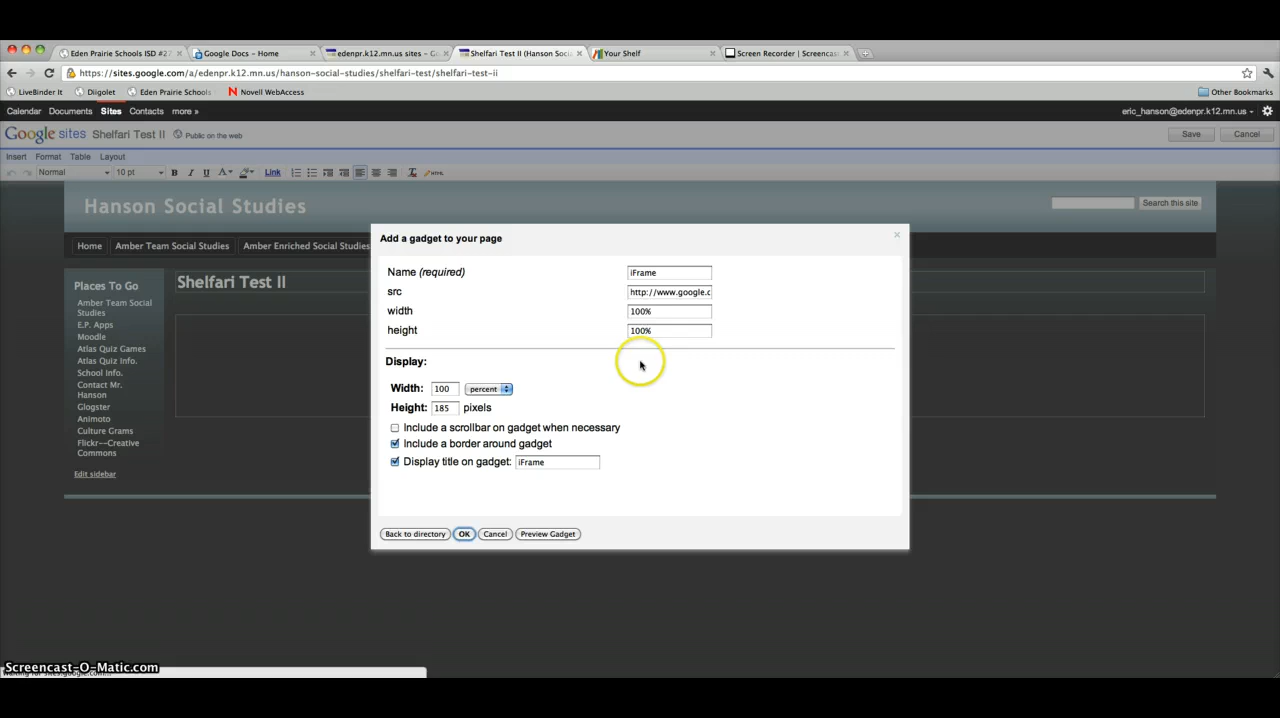 Eden Prairie Schools ISD #27
Google Docs - Home
edenpr.k12.mn.us sites - G
Shelfari Test II (Hanson Soci
Your Shelf
Screen Recorder | Screencast
https://sites.google.com/a/edenpr.k12.mn.us/hanson-social-studies/shelfari-test/shelfari-test-ii
LiveBinder It Diigolet Eden Prairie Schools Novell WebAccess Other Bookmarks
Calendar Documents Sites Contacts more » eric_hanson@edenpr.k12.mn.us
Google sites Shelfari Test II Public on the web Save Cancel
Insert Format Table Layout
Normal 10 pt B I U A Link HTML
Hanson Social Studies Search this site
Home Amber Team Social Studies Amber Enriched Social Studies
Places To Go
Amber Team Social
Studies
E.P. Apps
Moodle
Atlas Quiz Games
Atlas Quiz Info.
School Info.
Contact Mr.
Hanson
Glogster
Animoto
Culture Grams
Flickr--Creative
Commons
Edit sidebar
Shelfari Test II
Add a gadget to your page ×
Name (required) iFrame
src http://www.google.c
width 100%
height 100%
Display:
Width: 100 percent
Height: 185 pixels
Include a scrollbar on gadget when necessary
Include a border around gadget
Display title on gadget: iFrame
Back to directory OK Cancel Preview Gadget
Screencast-O-Matic.com